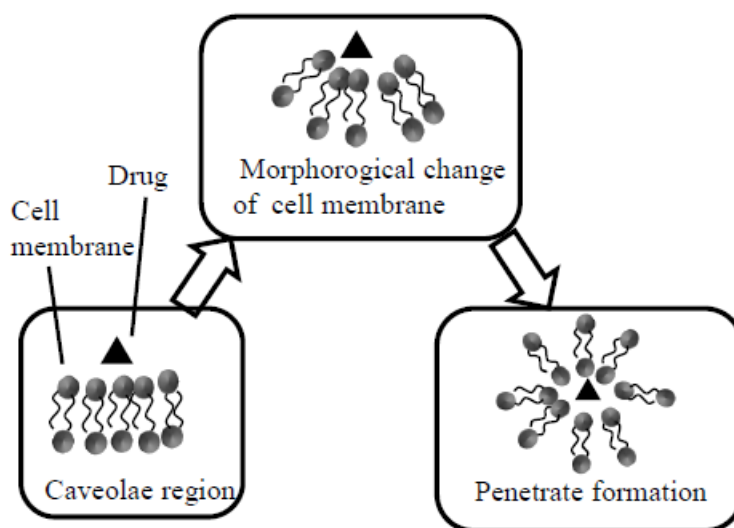 Morphorogical change
of cell membrane
Drug
Cell
membrane
Caveolae region
Penetrate formation